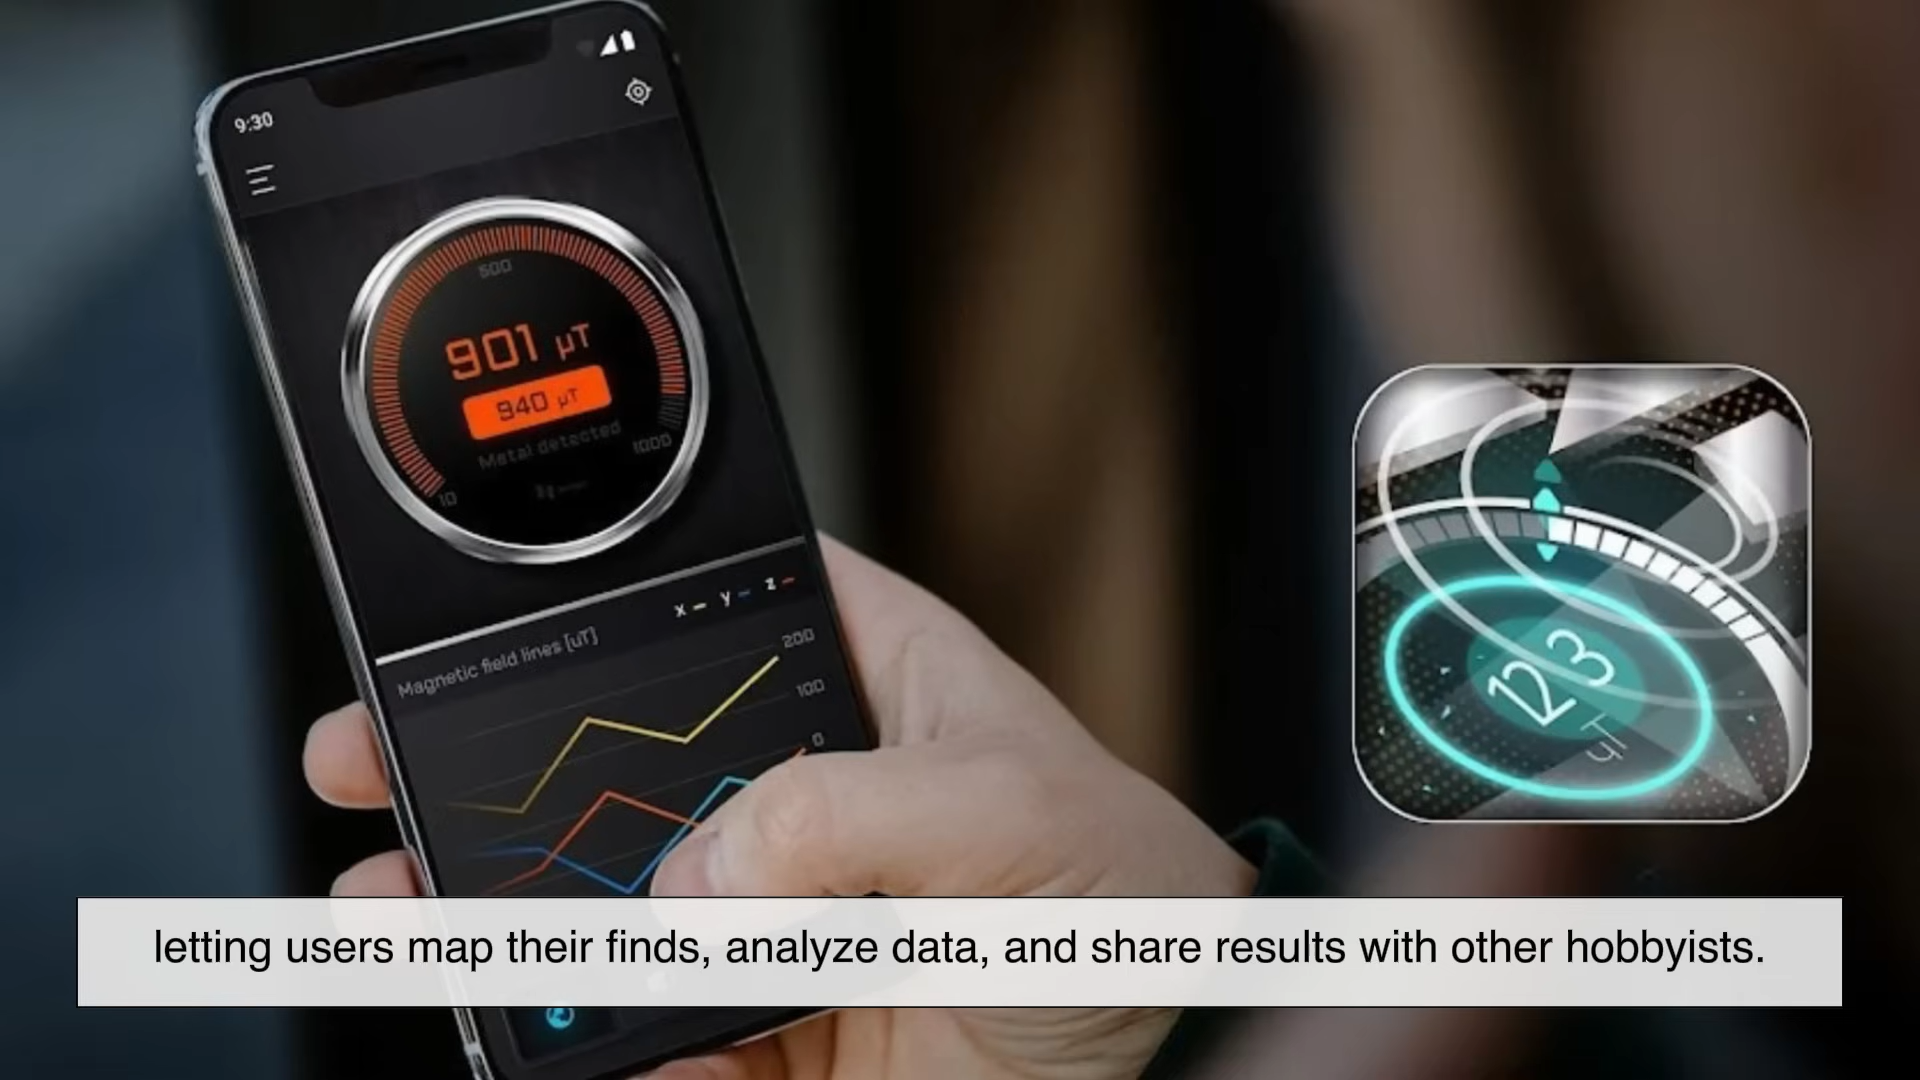 9:30
500
901 µT
940 µT
Metal detected
10
1000
x y z
Magnetic field lines [uT]
200
100
0
123
µT
letting users map their finds, analyze data, and share results with other hobbyists.